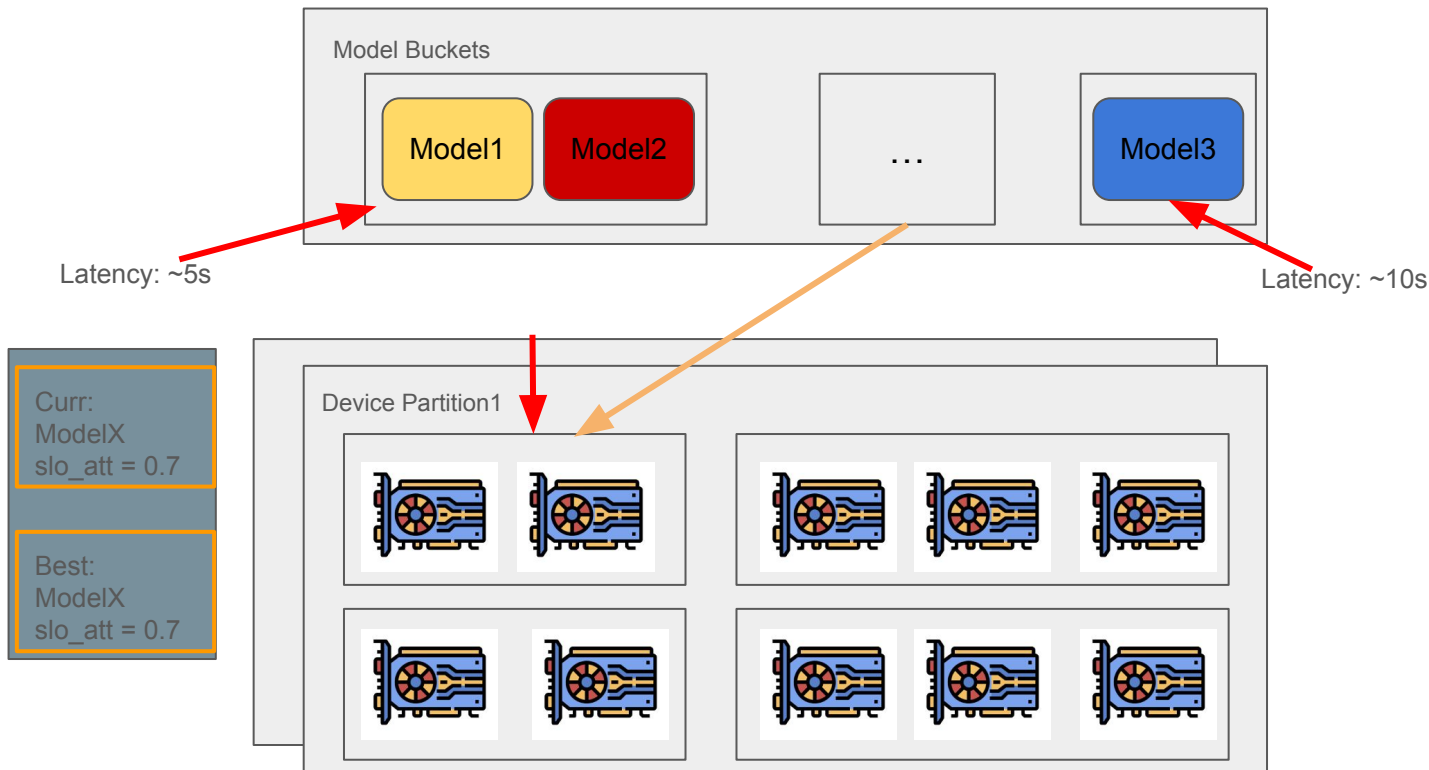 Model Buckets
Model1
Model2
...
Model3
Latency: ~5s
Latency: ~10s
Curr:
ModelX
slo_att = 0.7
Best:
ModelX
slo_att = 0.7
Device Partition1